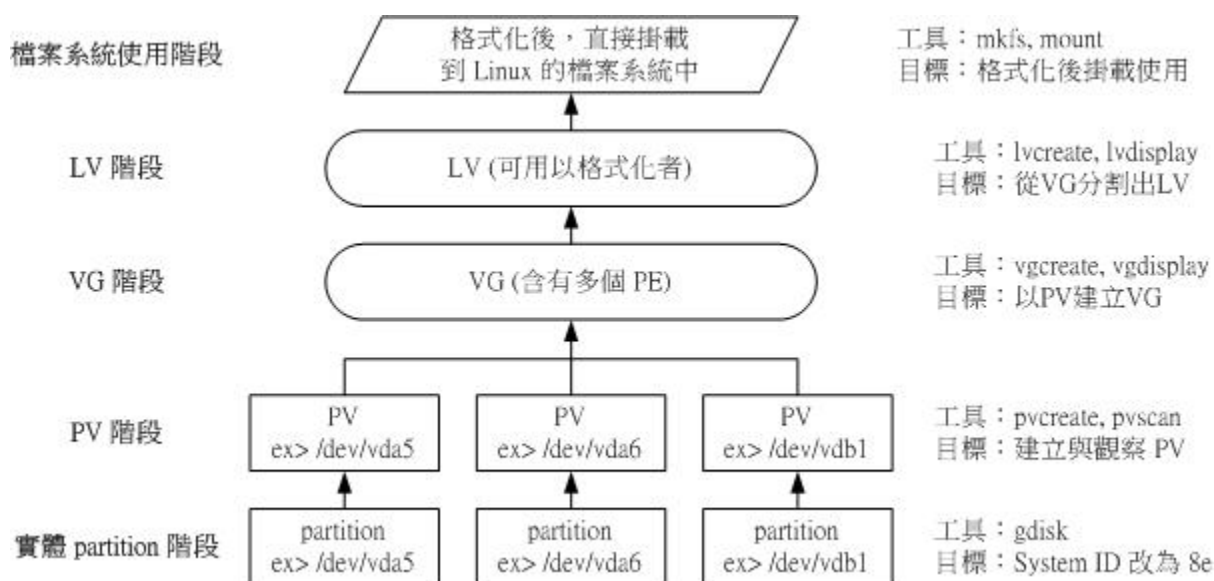 檔案系統使用階段
格式化後，直接掛載
到 Linux 的檔案系統中
工具：mkfs, mount
目標：格式化後掛載使用
LV 階段
LV (可用以格式化者)
工具：lvcreate, lvdisplay
目標：從VG分割出LV
VG 階段
VG (含有多個 PE)
工具：vgcreate, vgdisplay
目標：以PV建立VG
PV 階段
PV
ex> /dev/vda5
PV
ex> /dev/vda6
PV
ex> /dev/vdb1
工具：pvcreate, pvscan
目標：建立與觀察 PV
實體 partition 階段
partition
ex> /dev/vda5
partition
ex> /dev/vda6
partition
ex> /dev/vdb1
工具：gdisk
目標：System ID 改為 8e